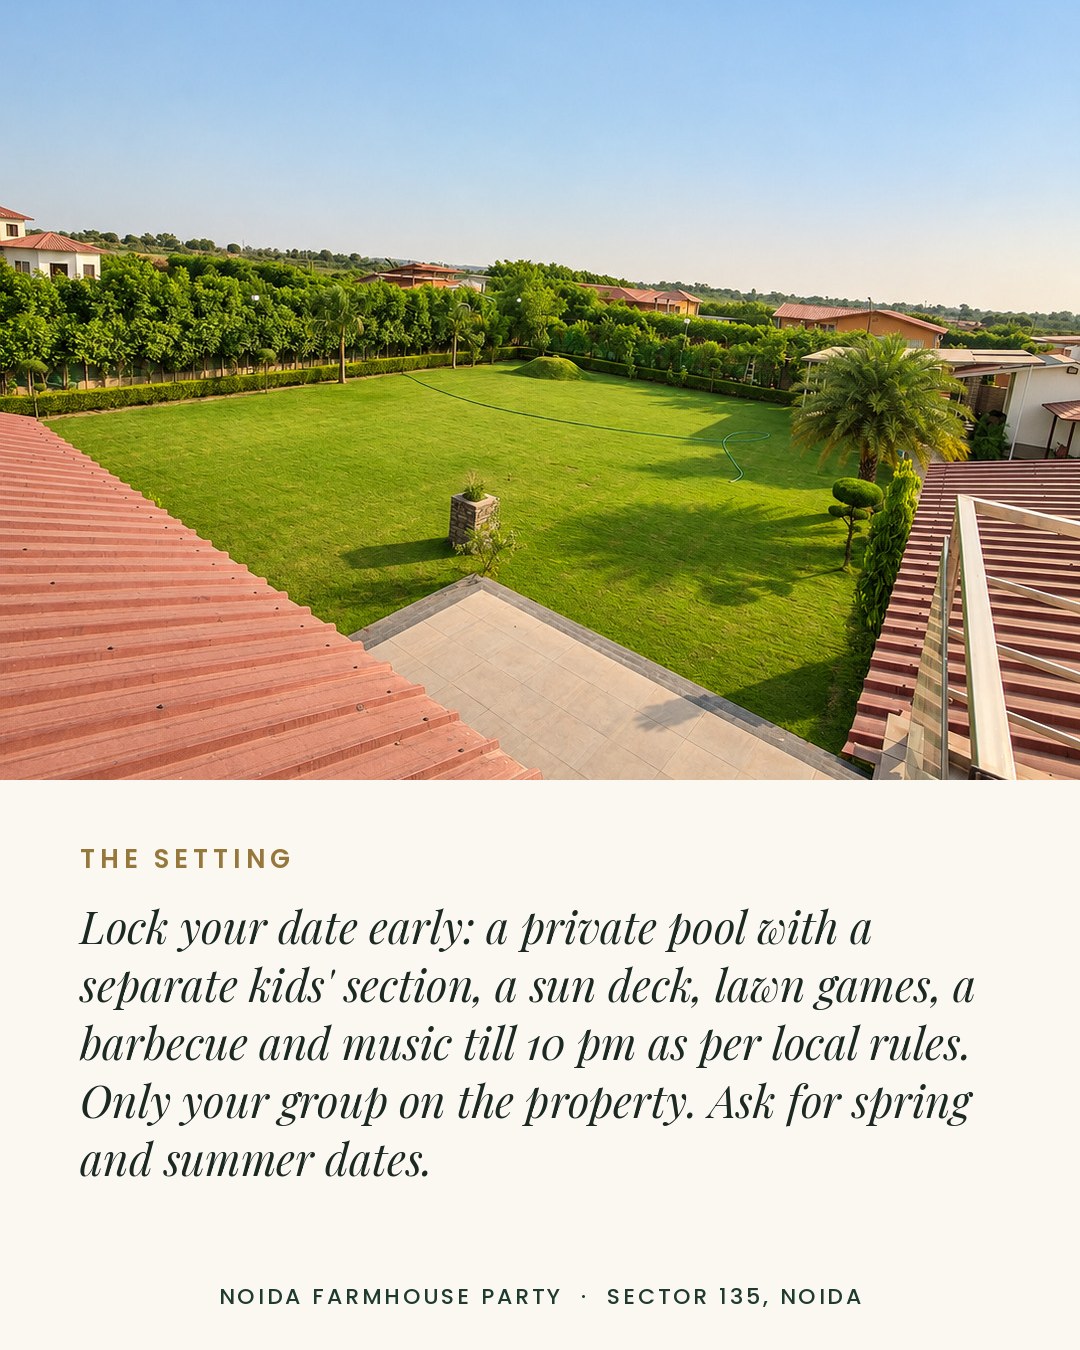 THE SETTING
Lock your date early: a private pool with a
separate kids' section, a sun deck, lawn games, a
barbecue and music till 10 pm as per local rules.
Only your group on the property. Ask for spring
and summer dates.
NOIDA FARMHOUSE PARTY · SECTOR 135, NOIDA